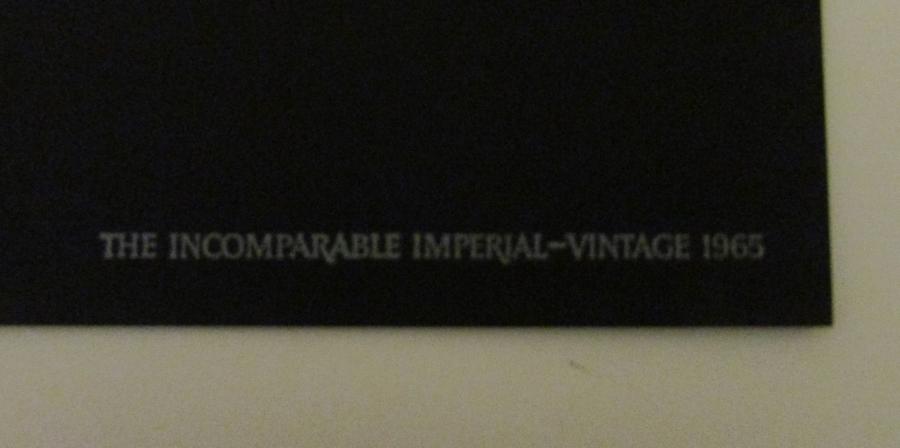 THE INCOMPARABLE IMPERIAL–VINTAGE 1965